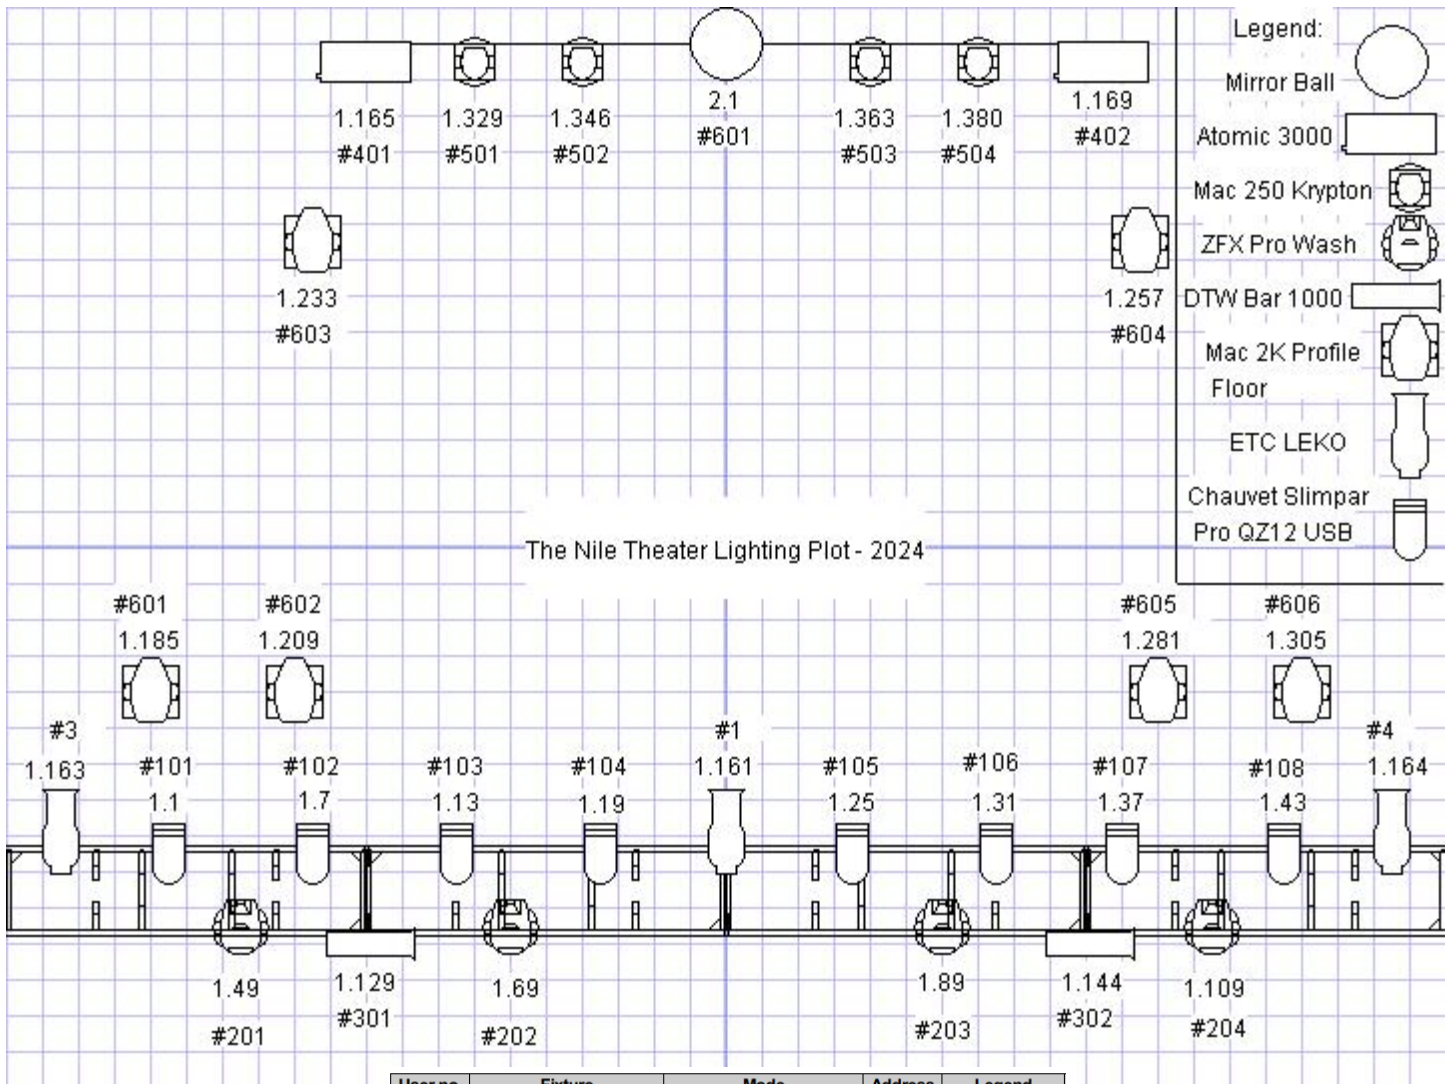 Legend:
Mirror Ball
Atomic 3000
Mac 250 Krypton
ZFX Pro Wash
DTW Bar 1000
Mac 2K Profile
Floor
ETC LEKO
Chauvet Slimpar
Pro QZ12 USB
1.165 1.329 1.346 2.1 1.363 1.380 1.169
#401 #501 #502 #601 #503 #504 #402
1.233 1.257
#603 #604
The Nile Theater Lighting Plot - 2024
#601 #602 #605 #606
1.185 1.209 1.281 1.305
#3 #1 #4
1.163 #101 #102 #103 #104 1.161 #105 #106 #107 #108 1.164
1.1 1.7 1.13 1.19 1.25 1.31 1.37 1.43
1.49 1.129 1.69 1.89 1.144 1.109
#201 #301 #202 #203 #302 #204
User no Fixture Mode Address Legend